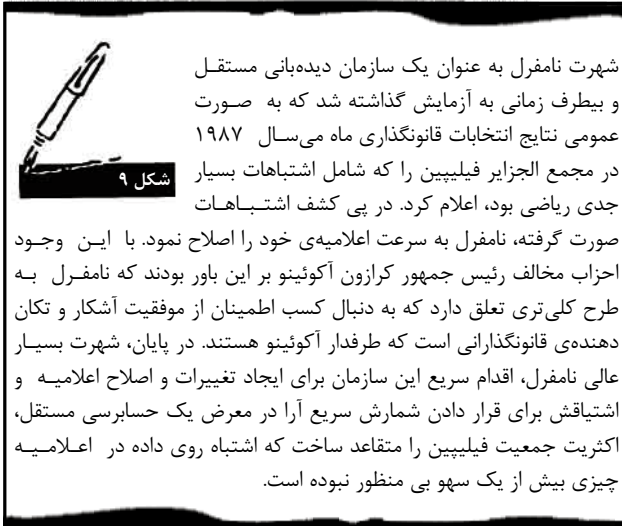 شهرت نامفرل به عنوان یک سازمان دیده‌بانی مستقل
و بیطرف زمانی به آزمایش گذاشته شد که به صورت
عمومی نتایج انتخابات قانونگذاری ماه می‌سال ۱۹۸۷
در مجمع الجزایر فیلیپین را که شامل اشتباهات بسیار
شکل ۹
جدی ریاضی بود، اعلام کرد. در پی کشف اشتباهات
صورت گرفته، نامفرل به سرعت اعلامیه‌ی خود را اصلاح نمود. با این وجود
احزاب مخالف رئیس جمهور کرازون آکوئینو بر این باور بودند که نامفرل به
طرح کلی‌تری تعلق دارد که به دنبال کسب اطمینان از موفقیت آشکار و تکان
دهنده‌ی قانونگذارانی است که طرفدار آکوئینو هستند. در پایان، شهرت بسیار
عالی نامفرل، اقدام سریع این سازمان برای ایجاد تغییرات و اصلاح اعلامیه و
اشتیاقش برای قرار دادن شمارش سریع آرا در معرض یک حسابرسی مستقل،
اکثریت جمعیت فیلیپین را متقاعد ساخت که اشتباه روی داده در اعلامیه
چیزی بیش از یک سهو بی منظور نبوده است.